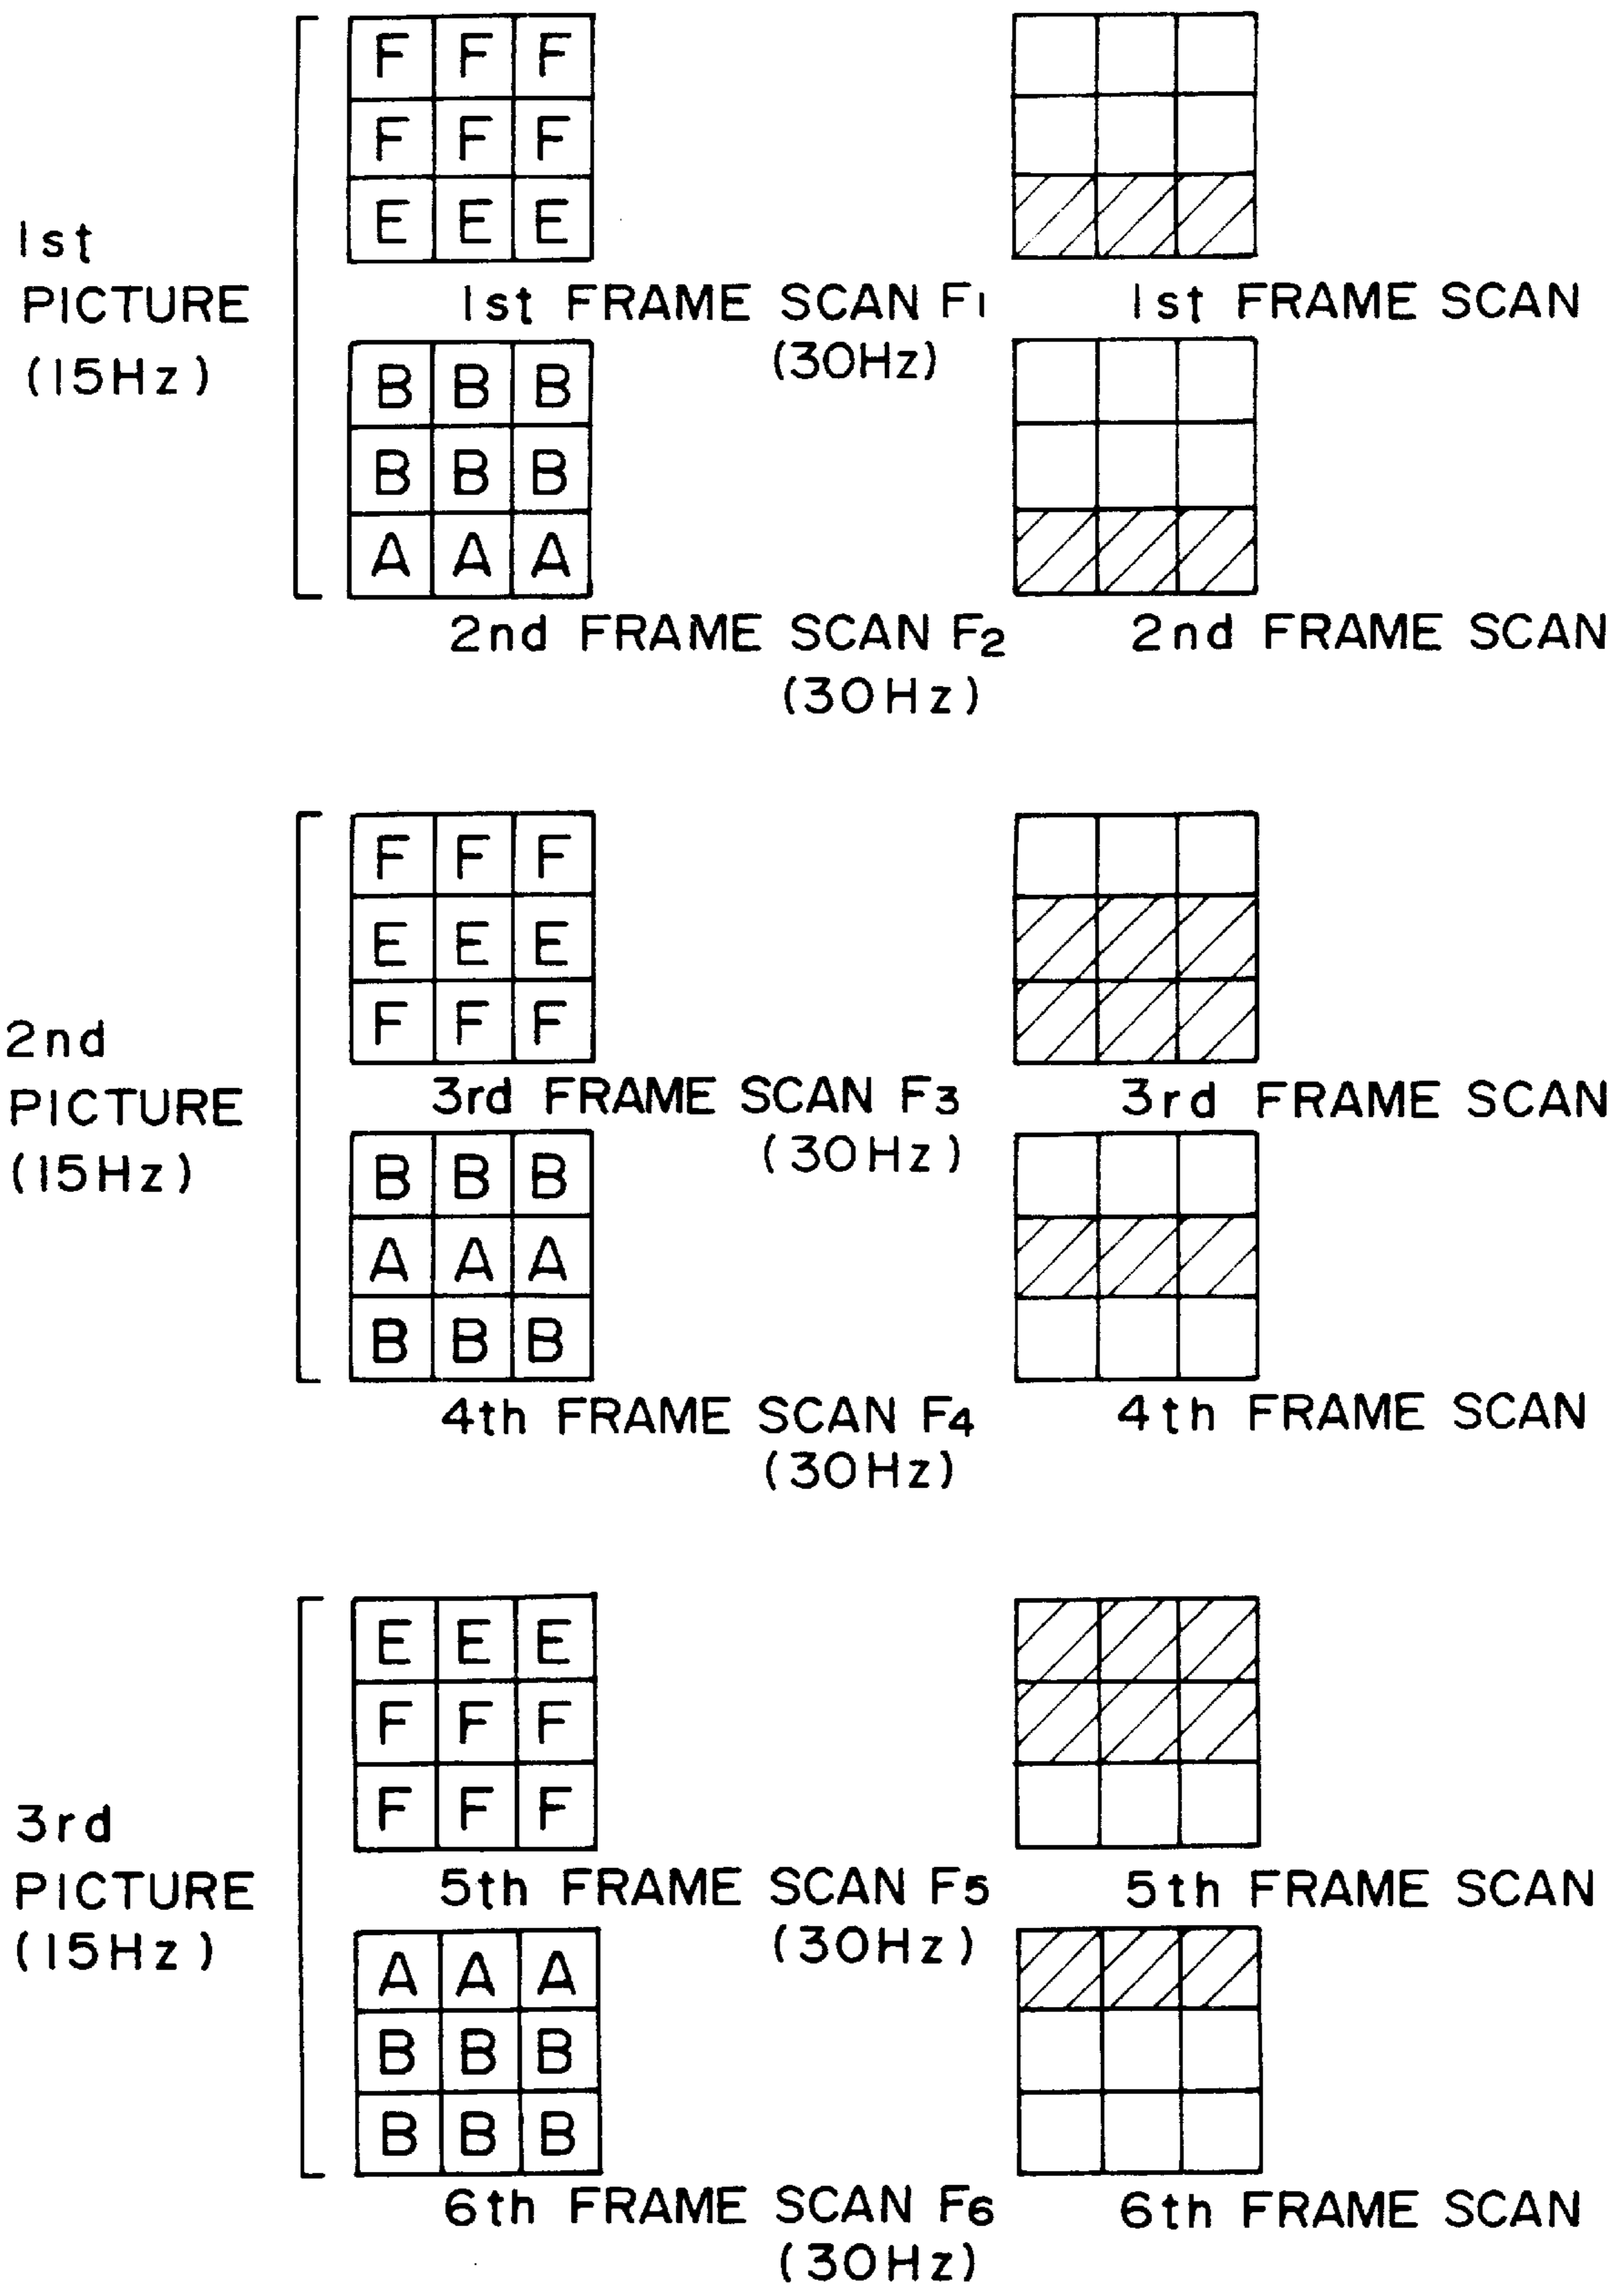 1st
PICTURE
(15Hz)
F F F
F F F
E E E
1st FRAME SCAN F1
(30Hz)
1st FRAME SCAN
B B B
B B B
A A A
2nd FRAME SCAN F2
(30Hz)
2nd FRAME SCAN
2nd
PICTURE
(15Hz)
F F F
E E E
F F F
3rd FRAME SCAN F3
(30Hz)
3rd FRAME SCAN
B B B
A A A
B B B
4th FRAME SCAN F4
(30Hz)
4th FRAME SCAN
3rd
PICTURE
(15Hz)
E E E
F F F
F F F
5th FRAME SCAN F5
(30Hz)
5th FRAME SCAN
A A A
B B B
B B B
6th FRAME SCAN F6
(30Hz)
6th FRAME SCAN